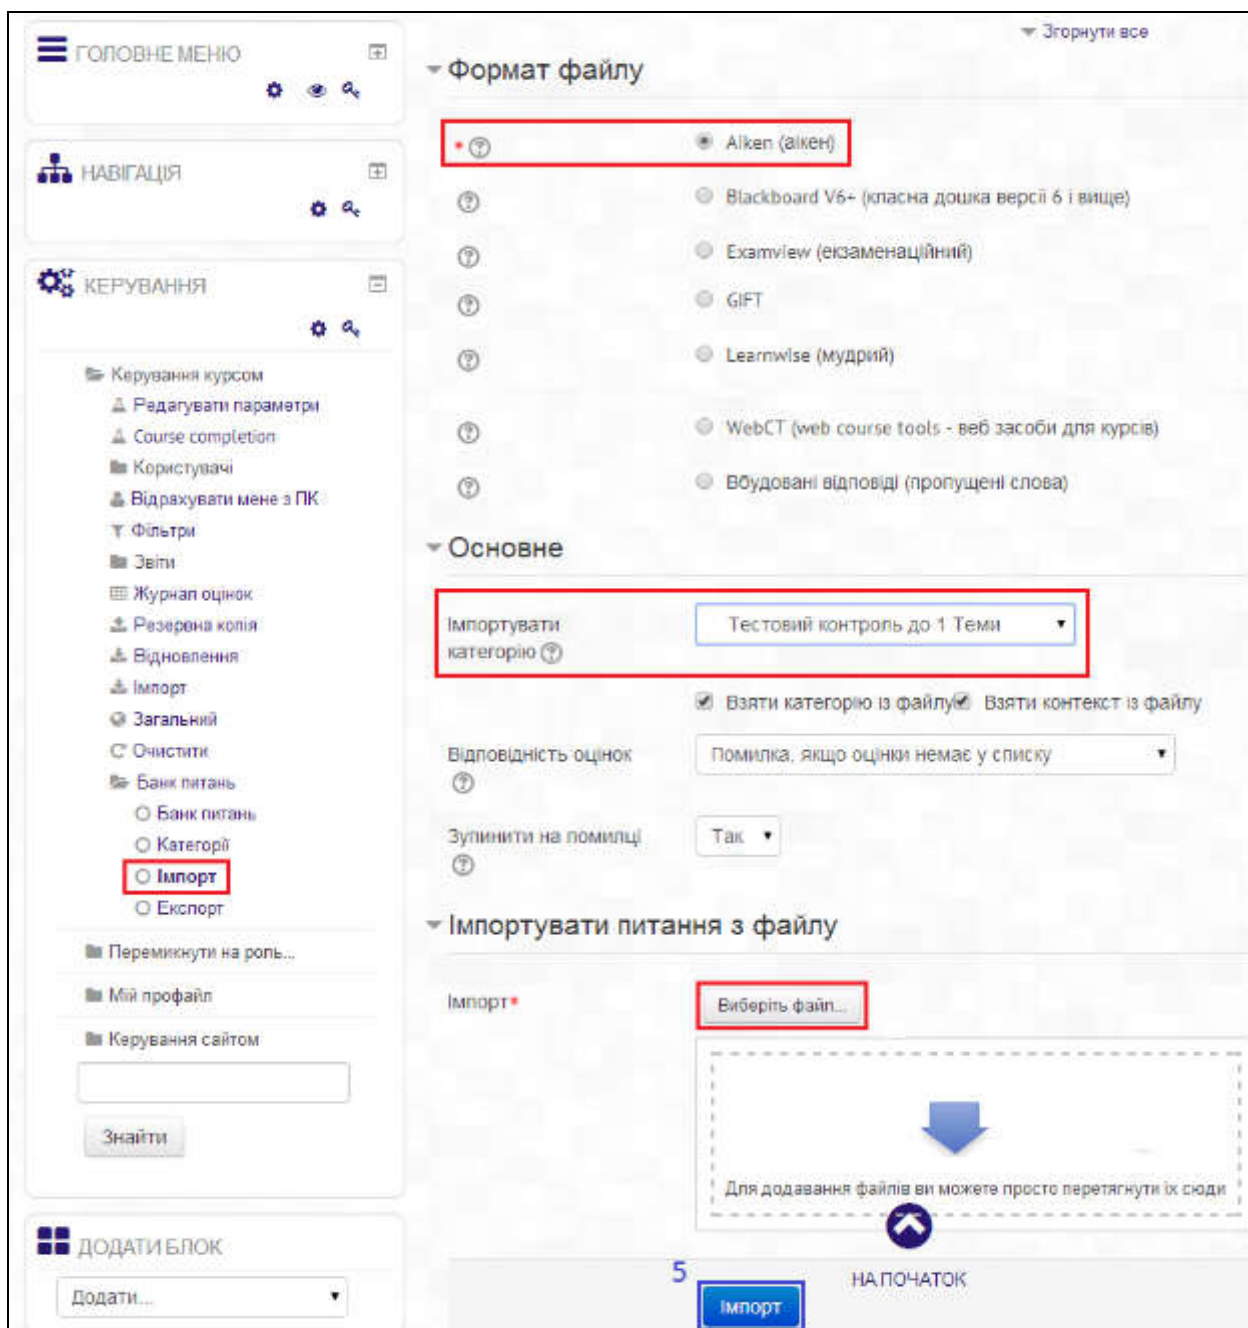 ГОЛОВНЕ МЕНЮ
НАВІГАЦІЯ
КЕРУВАННЯ
Керування курсом
Редагувати параметри
Course completion
Користувачі
Відрахувати мене з ПК
Фільтри
Звіти
Журнал оцінок
Резервна копія
Відновлення
Імпорт
Загальний
Очистити
Банк питань
Банк питань
Категорії
Імпорт
Експорт
Перемикнути на роль...
Мій профайл
Керування сайтом
Знайти
ДОДАТИ БЛОК
Додати...
Згорнути все
Формат файлу
* Aiken (аікен)
Blackboard V6+ (класна дошка версії 6 і вище)
Examview (екзаменаційний)
GIFT
Learnwise (мудрий)
WebCT (web course tools - веб засоби для курсів)
Вбудовані відповіді (пропущені слова)
Основне
Імпортувати категорію Тестовий контроль до 1 Теми
Взяти категорію із файлу Взяти контекст із файлу
Відповідність оцінок Помилка, якщо оцінки немає у списку
Зупинити на помилці Так
Імпортувати питання з файлу
Імпорт* Виберіть файл...
Для додавання файлів ви можете просто перетягнути їх сюди
НА ПОЧАТОК
5
Імпорт